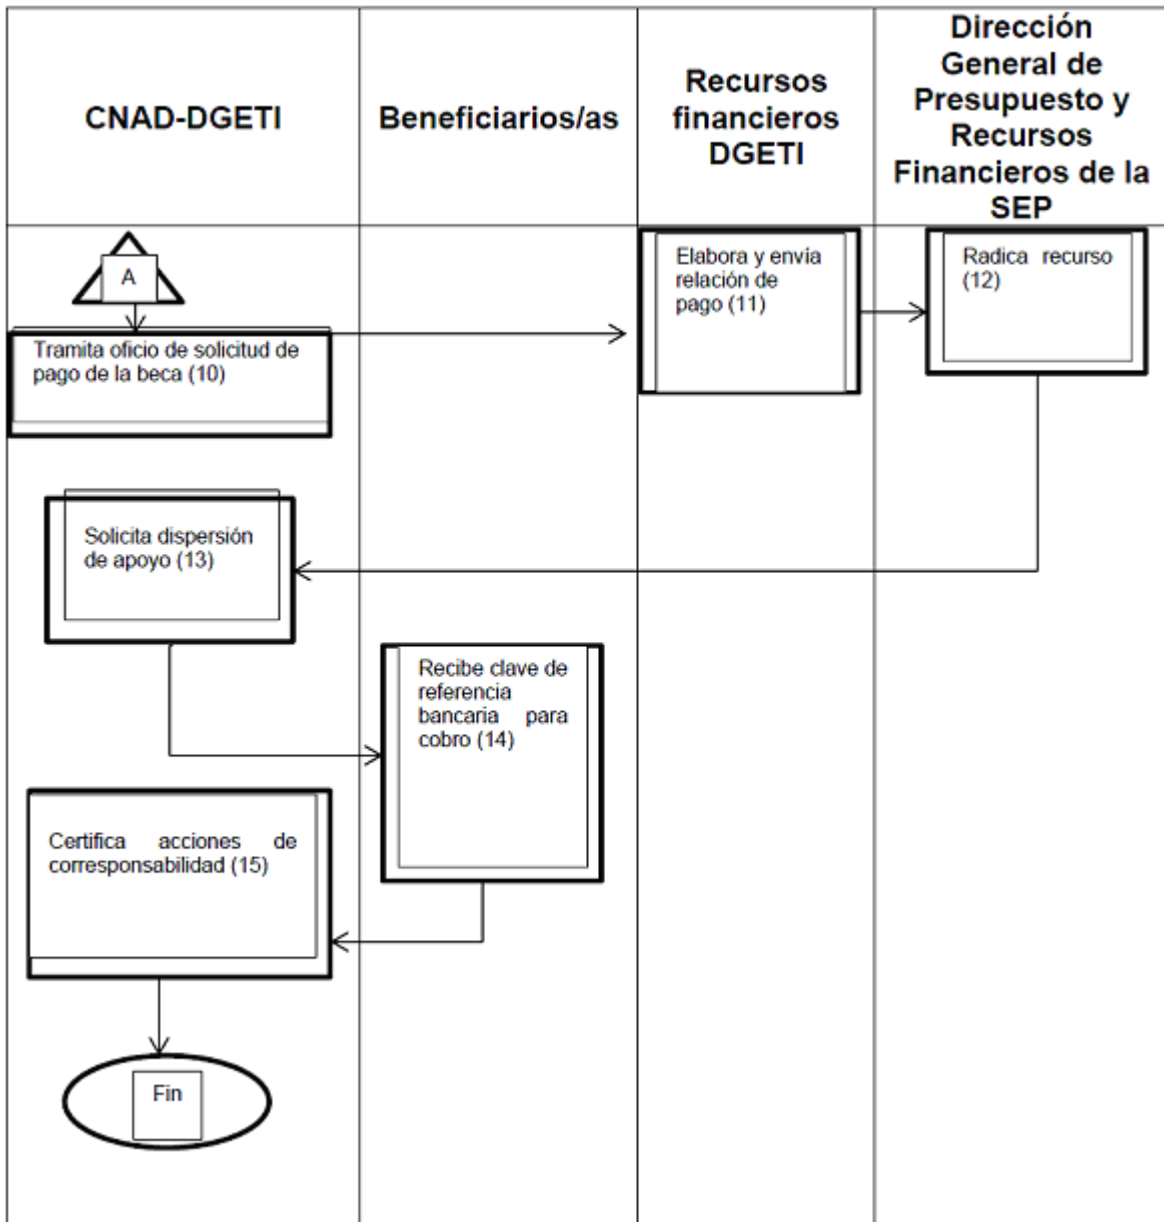 CNAD-DGETI
Beneficiarios/as
Recursos
financieros
DGETI
Dirección
General de
Presupuesto y
Recursos
Financieros de la
SEP
A
Tramita oficio de solicitud de
pago de la beca (10)
Elabora y envía
relación de
pago (11)
Radica recurso
(12)
Solicita dispersión
de apoyo (13)
Recibe clave de
referencia
bancaria para
cobro (14)
Certifica acciones de
corresponsabilidad (15)
Fin